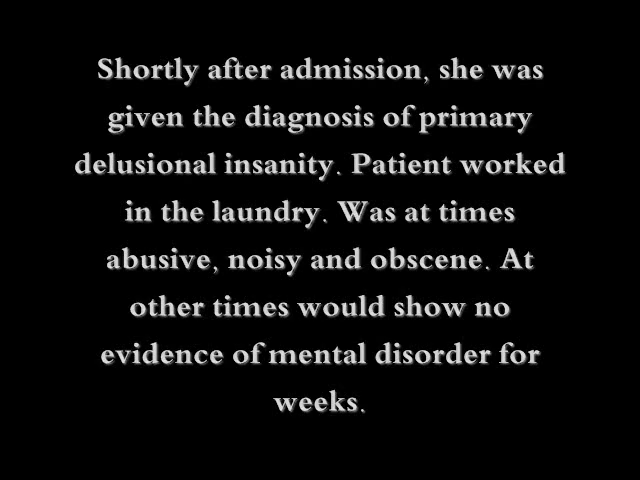 Shortly after admission, she was
given the diagnosis of primary
delusional insanity. Patient worked
in the laundry. Was at times
abusive, noisy and obscene. At
other times would show no
evidence of mental disorder for
weeks.